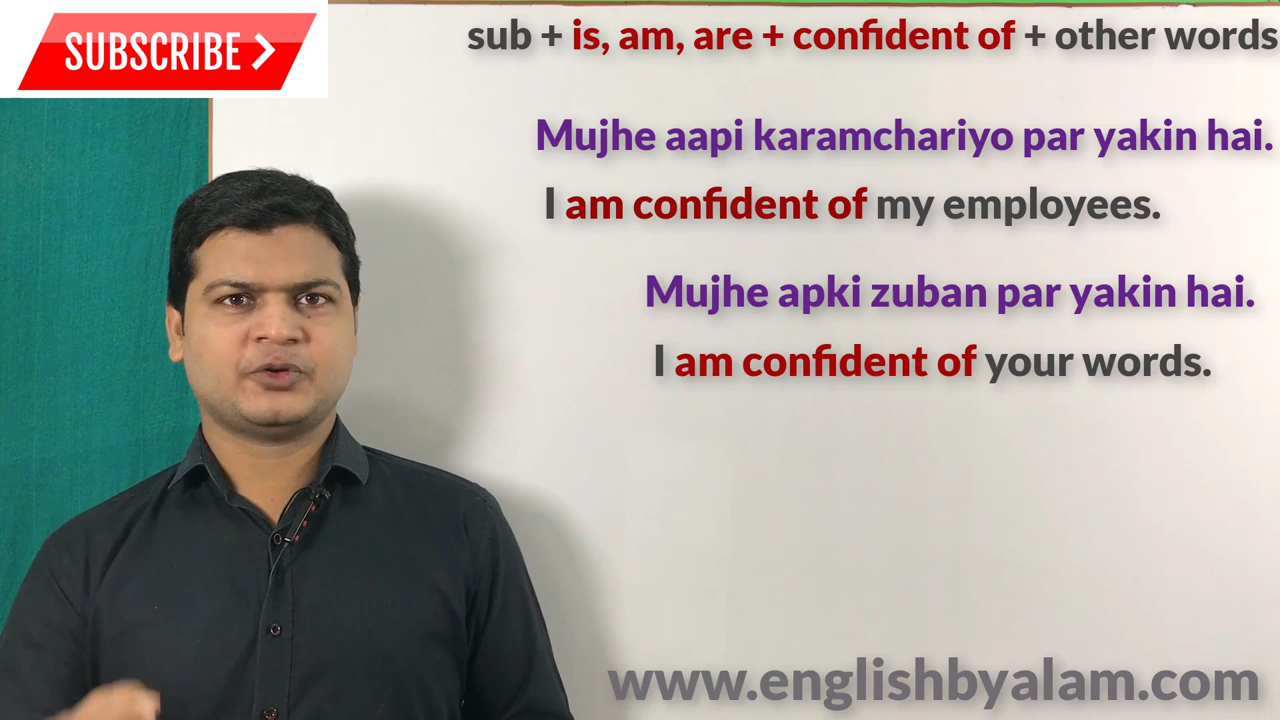 SUBSCRIBE
sub + is, am, are + confident of + other words
Mujhe aapi karamchariyo par yakin hai.
I am confident of my employees.
Mujhe apki zuban par yakin hai.
I am confident of your words.
www.englishbyalam.com